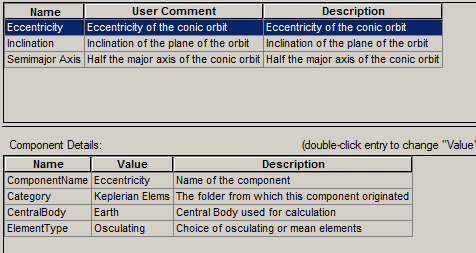 Name User Comment Description
Eccentricity Eccentricity of the conic orbit Eccentricity of the conic orbit
Inclination Inclination of the plane of the orbit Inclination of the plane of the orbit
Semimajor Axis Half the major axis of the conic orbit Half the major axis of the conic orbit
Component Details: (double-click entry to change "Value"
Name Value Description
ComponentName Eccentricity Name of the component
Category Keplerian Elems The folder from which this component originated
CentralBody Earth Central Body used for calculation
ElementType Osculating Choice of osculating or mean elements